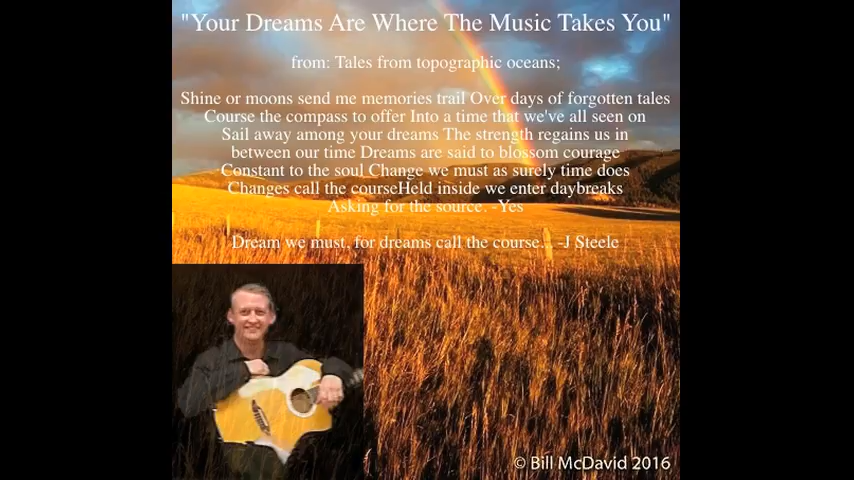 "Your Dreams Are Where The Music Takes You"
from: Tales from topographic oceans;
Shine or moons send me memories trail Over days of forgotten tales
Course the compass to offer Into a time that we've all seen on
Sail away among your dreams The strength regains us in
between our time Dreams are said to blossom courage
Constant to the soul Change we must as surely time does
Changes call the courseHeld inside we enter daybreaks
Asking for the source. -Yes
Dream we must, for dreams call the course... -J Steele
© Bill McDavid 2016